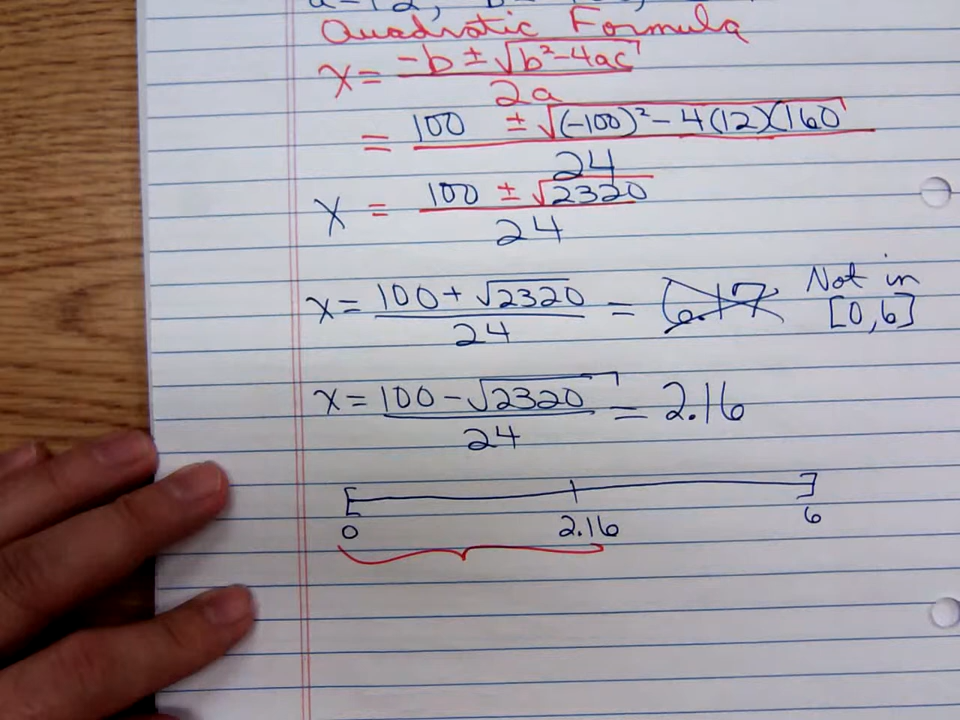 Quadratic Formula
x = -b ± √b² - 4ac
2a
= 100 ± √(-100)² - 4(12)(160
24
x = 100 ± √2320
24
x = 100 + √2320 = 6.17 Not in
24 [0,6]
x = 100 - √2320 = 2.16
24
[ ]
0 2.16 6